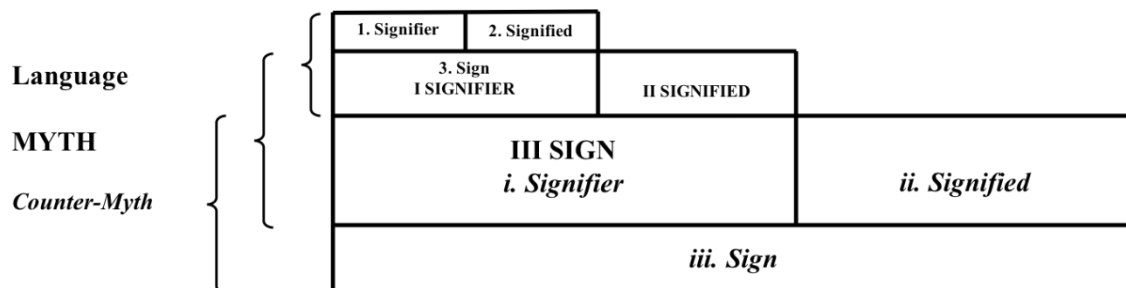 1. Signifier
2. Signified
Language
3. Sign
I SIGNIFIER
II SIGNIFIED
MYTH
III SIGN
i. Signifier
ii. Signified
Counter-Myth
iii. Sign